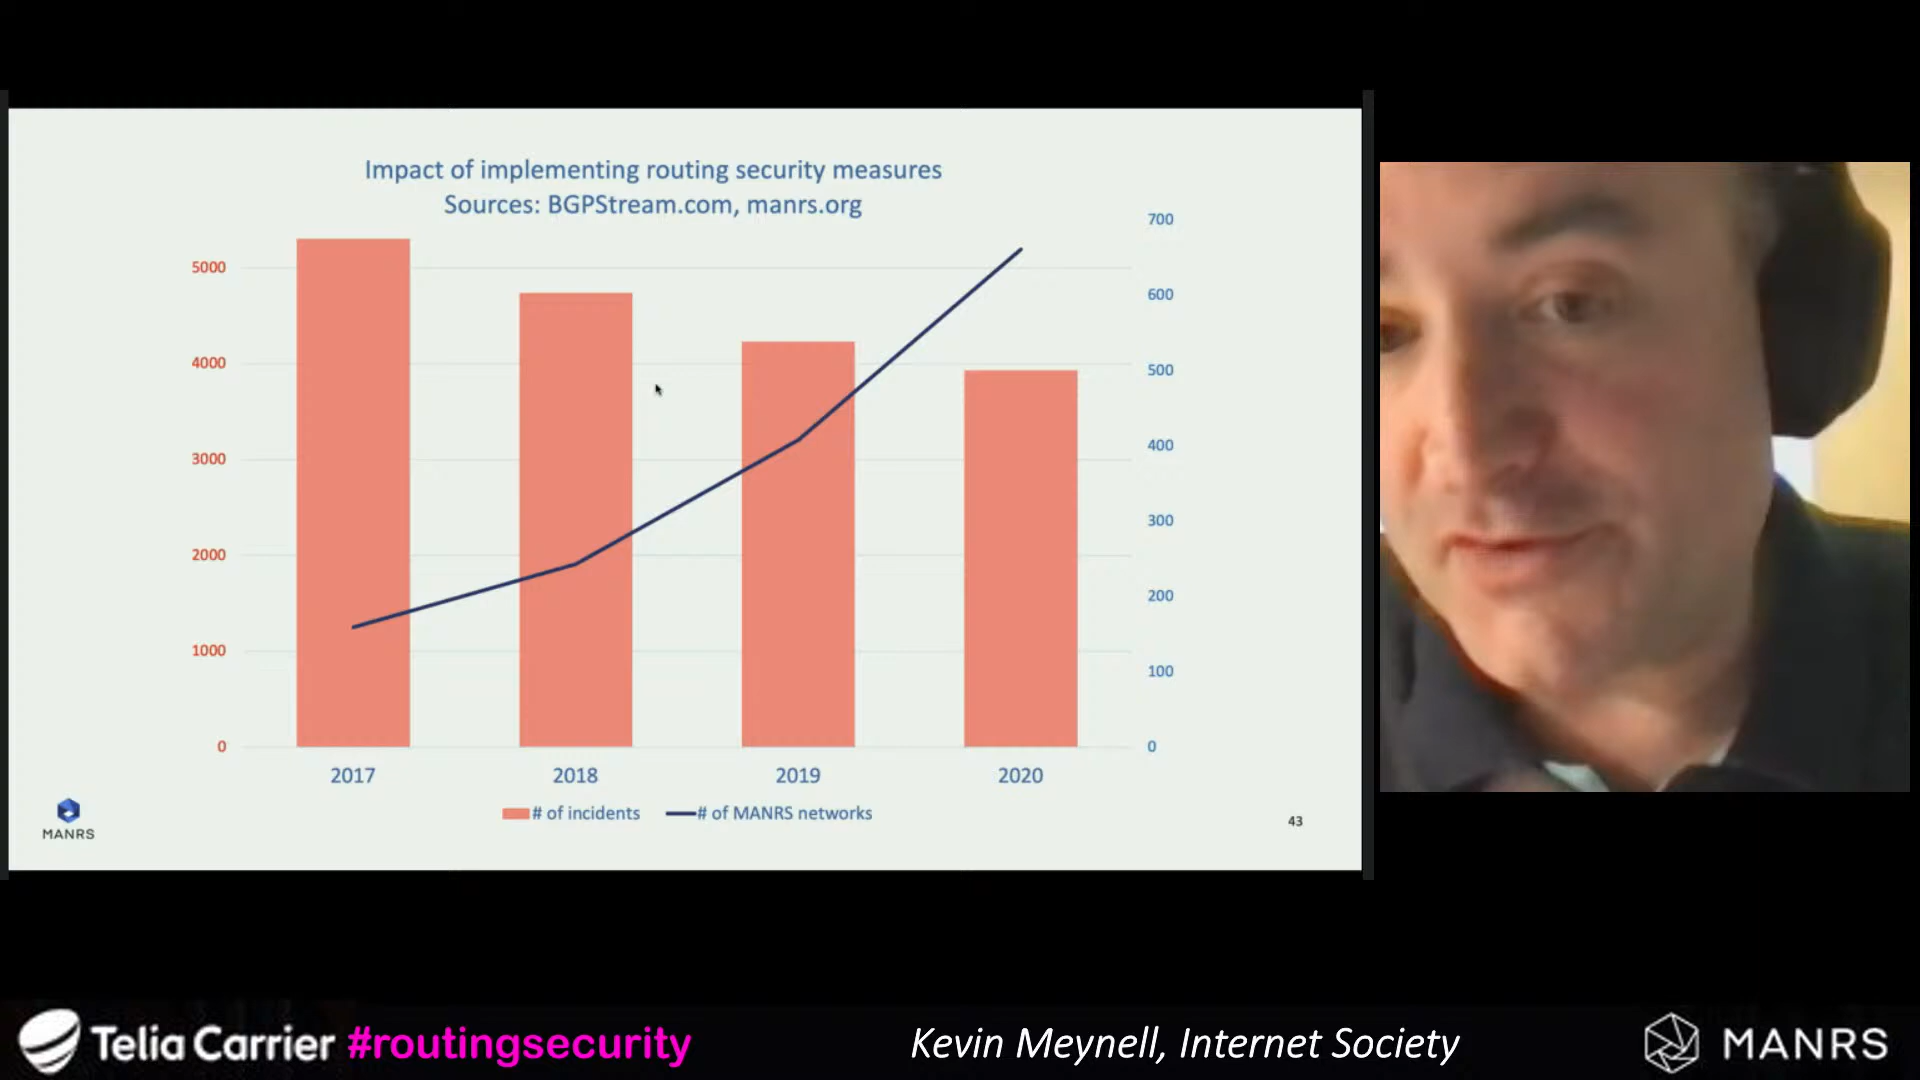 Impact of implementing routing security measures
Sources: BGPStream.com, manrs.org
700
5000
600
4000
500
400
3000
300
2000
200
1000
100
0
0
2017
2018
2019
2020
# of incidents
# of MANRS networks
MANRS
43
Telia Carrier #routingsecurity
Kevin Meynell, Internet Society
MANRS